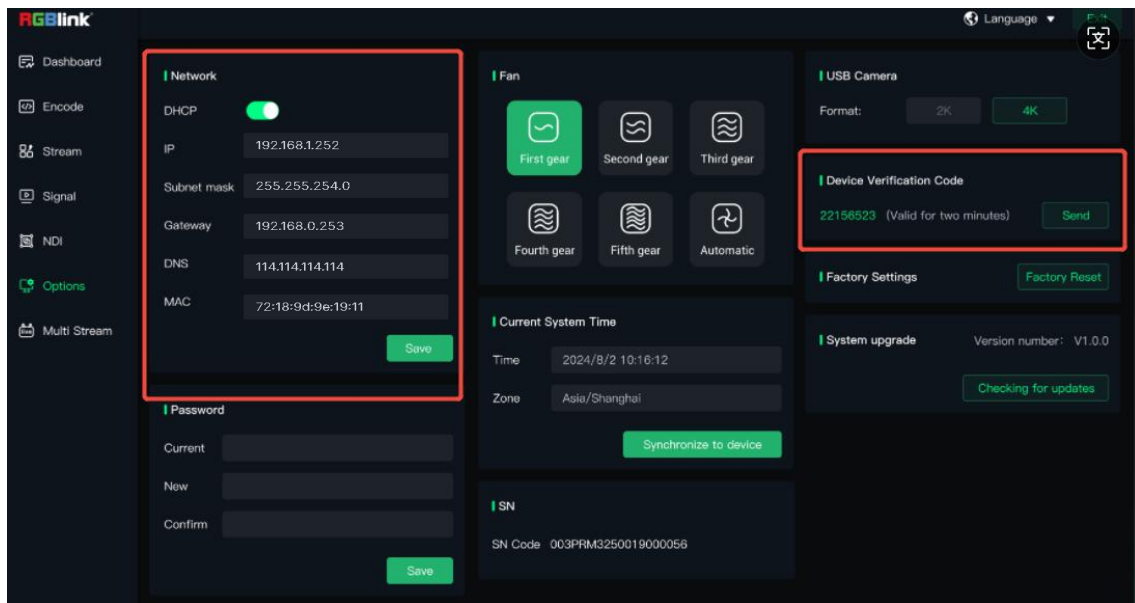 RGBlink
Language
Exit
Dashboard
Encode
Stream
Signal
NDI
Options
Multi Stream
Network
DHCP
IP 192.168.1.252
Subnet mask 255.255.254.0
Gateway 192.168.0.253
DNS 114.114.114.114
MAC 72:18:9d:9e:19:11
Save
Password
Current
New
Confirm
Save
Fan
First gear Second gear Third gear
Fourth gear Fifth gear Automatic
Current System Time
Time 2024/8/2 10:16:12
Zone Asia/Shanghai
Synchronize to device
SN
SN Code 003PRM3250019000056
USB Camera
Format: 2K 4K
Device Verification Code
22156523 (Valid for two minutes) Send
Factory Settings Factory Reset
System upgrade Version number: V1.0.0
Checking for updates